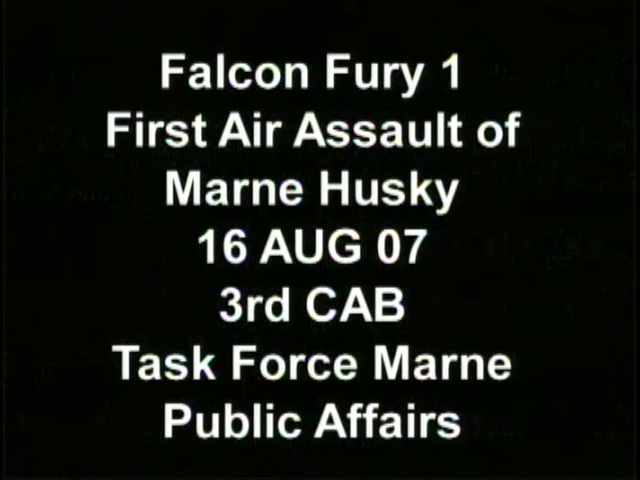 Falcon Fury 1
First Air Assault of
Marne Husky
16 AUG 07
3rd CAB
Task Force Marne
Public Affairs